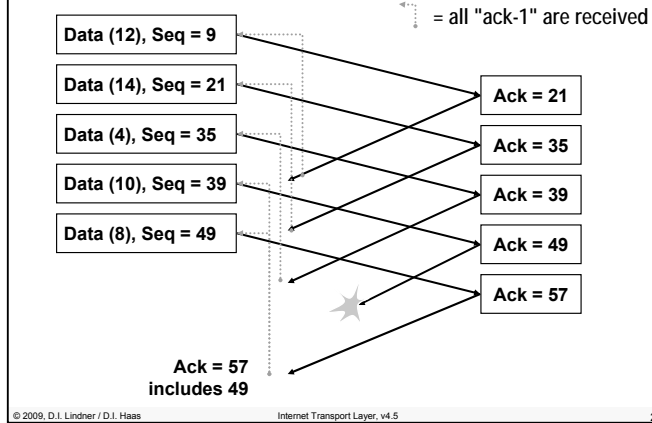 = all "ack-1" are received
Data (12), Seq = 9
Data (14), Seq = 21
Data (4), Seq = 35
Data (10), Seq = 39
Data (8), Seq = 49
Ack = 21
Ack = 35
Ack = 39
Ack = 49
Ack = 57
Ack = 57
includes 49
© 2009, D.I. Lindner / D.I. Haas
Internet Transport Layer, v4.5